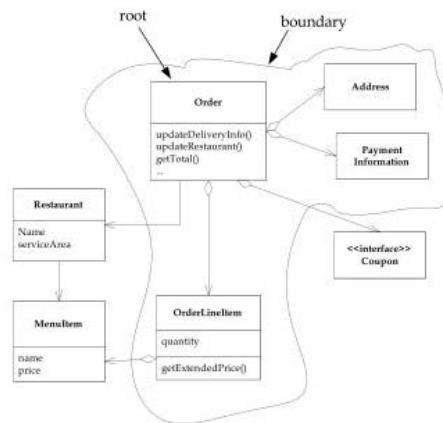 root
boundary
Order
updateDeliveryInfo()
updateRestaurant()
getTotal()
...
Address
Payment
Information
Restaurant
Name
serviceArea
<<interface>>
Coupon
MenuItem
name
price
OrderLineItem
quantity
getExtendedPrice()